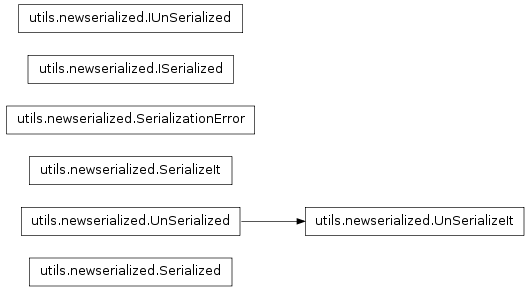 utils.newserialized.IUnSerialized
utils.newserialized.ISerialized
utils.newserialized.SerializationError
utils.newserialized.SerializeIt
utils.newserialized.UnSerialized
utils.newserialized.UnSerializeIt
utils.newserialized.Serialized